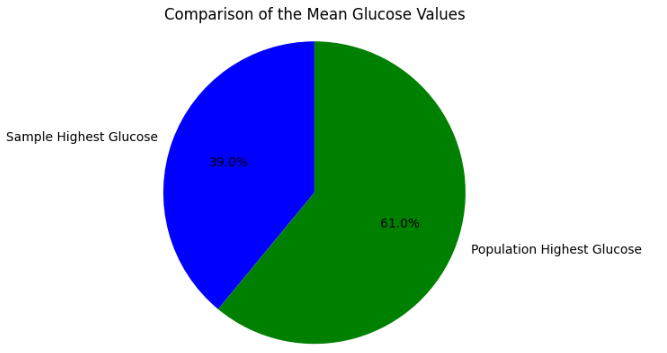 Comparison of the Mean Glucose Values
Sample Highest Glucose
39.0%
61.0%
Population Highest Glucose